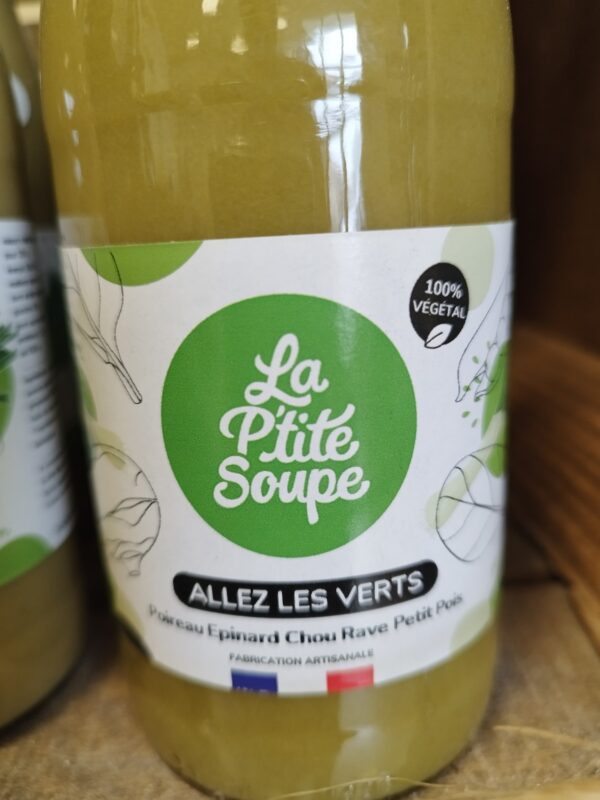 100%
VÉGÉTAL
La
P'tite
Soupe
ALLEZ LES VERTS
Poireau Epinard Chou Rave Petit Pois
FABRICATION ARTISANALE